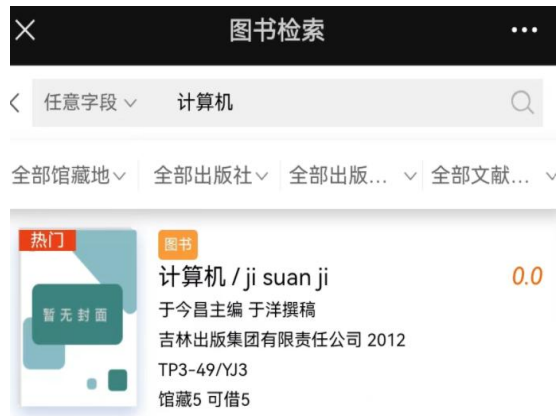 图书检索
任意字段 计算机
全部馆藏地 全部出版社 全部出版... 全部文献...
热门
暂无封面
图书
计算机 / ji suan ji 0.0
于今昌主编 于洋撰稿
吉林出版集团有限责任公司 2012
TP3-49/YJ3
馆藏5 可借5